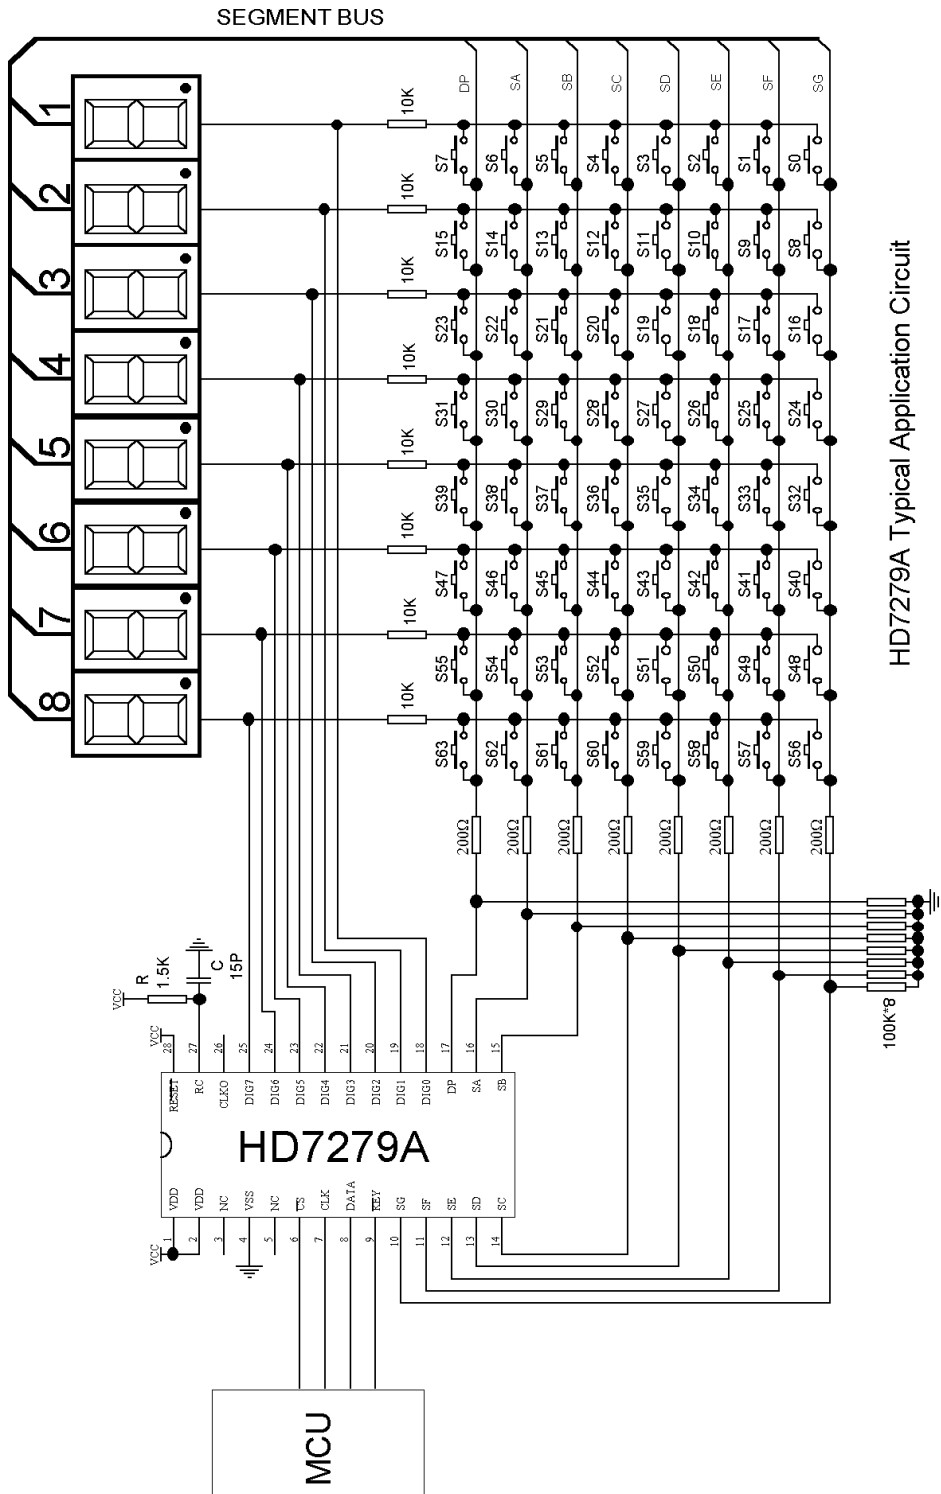 SEGMENT BUS
DP SA SB SC SD SE SF SG
1 10K S7 S6 S5 S4 S3 S2 S1 S0
2 10K S15 S14 S13 S12 S11 S10 S9 S8
3 10K S23 S22 S21 S20 S19 S18 S17 S16
4 10K S31 S30 S29 S28 S27 S26 S25 S24
5 10K S39 S38 S37 S36 S35 S34 S33 S32
6 10K S47 S46 S45 S44 S43 S42 S41 S40
7 10K S55 S54 S53 S52 S51 S50 S49 S48
8 10K S63 S62 S61 S60 S59 S58 S57 S56
200Ω 200Ω 200Ω 200Ω 200Ω 200Ω 200Ω 200Ω
100K*8
R
1.5K
C
15P
VCC
VCC
28 27 26 25 24 23 22 21 20 19 18 17 16 15
RESET RC CLKO DIG7 DIG6 DIG5 DIG4 DIG3 DIG2 DIG1 DIG0 DP SA SB
HD7279A
VDD VDD NC VSS NC CS CLK DATA KEY SG SF SE SD SC
1 2 3 4 5 6 7 8 9 10 11 12 13 14
VCC
MCU
HD7279A Typical Application Circuit